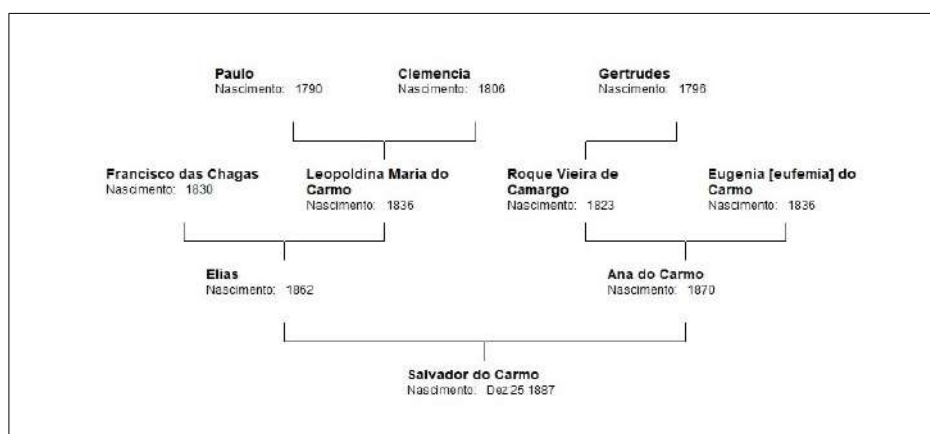 Paulo
Nascimento: 1790
Clemencia
Nascimento: 1806
Gertrudes
Nascimento: 1796
Francisco das Chagas
Nascimento: 1830
Leopoldina Maria do
Carmo
Nascimento: 1836
Roque Vieira de
Camargo
Nascimento: 1823
Eugenia [eufemia] do
Carmo
Nascimento: 1836
Elias
Nascimento: 1862
Ana do Carmo
Nascimento: 1870
Salvador do Carmo
Nascimento: Dez 25 1887